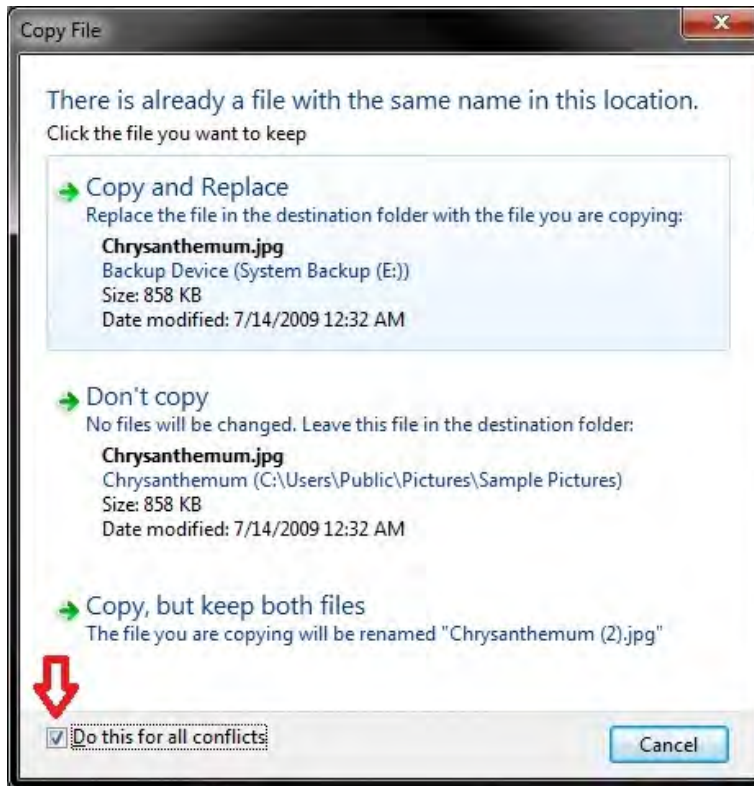 Copy File
There is already a file with the same name in this location.
Click the file you want to keep
Copy and Replace
Replace the file in the destination folder with the file you are copying:
Chrysanthemum.jpg
Backup Device (System Backup (E:))
Size: 858 KB
Date modified: 7/14/2009 12:32 AM
Don't copy
No files will be changed. Leave this file in the destination folder:
Chrysanthemum.jpg
Chrysanthemum (C:\Users\Public\Pictures\Sample Pictures)
Size: 858 KB
Date modified: 7/14/2009 12:32 AM
Copy, but keep both files
The file you are copying will be renamed "Chrysanthemum (2).jpg"
Do this for all conflicts
Cancel